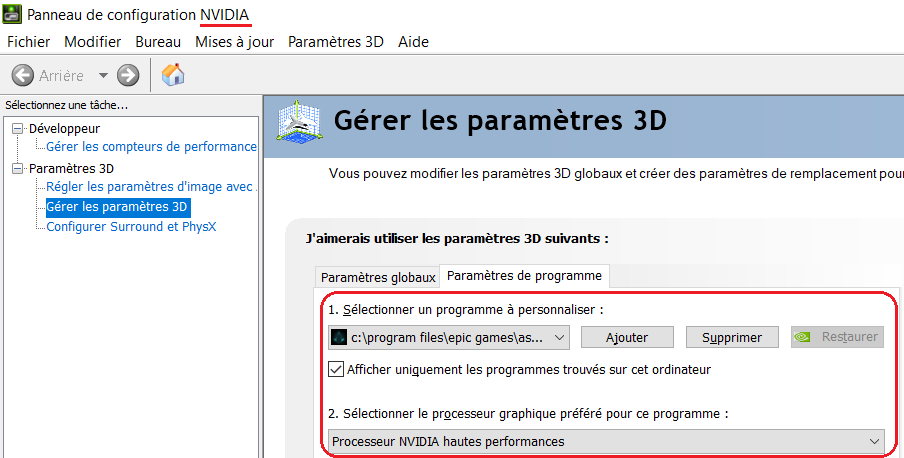 Panneau de configuration NVIDIA
Fichier Modifier Bureau Mises à jour Paramètres 3D Aide
Arrière
Sélectionnez une tâche...
Développeur
Gérer les compteurs de performance
Paramètres 3D
Régler les paramètres d'image avec
Gérer les paramètres 3D
Configurer Surround et PhysX
Gérer les paramètres 3D
Vous pouvez modifier les paramètres 3D globaux et créer des paramètres de remplacement pour
J'aimerais utiliser les paramètres 3D suivants :
Paramètres globaux Paramètres de programme
1. Sélectionner un programme à personnaliser :
c:\program files\epic games\as... Ajouter Supprimer Restaurer
Afficher uniquement les programmes trouvés sur cet ordinateur
2. Sélectionner le processeur graphique préféré pour ce programme :
Processeur NVIDIA hautes performances